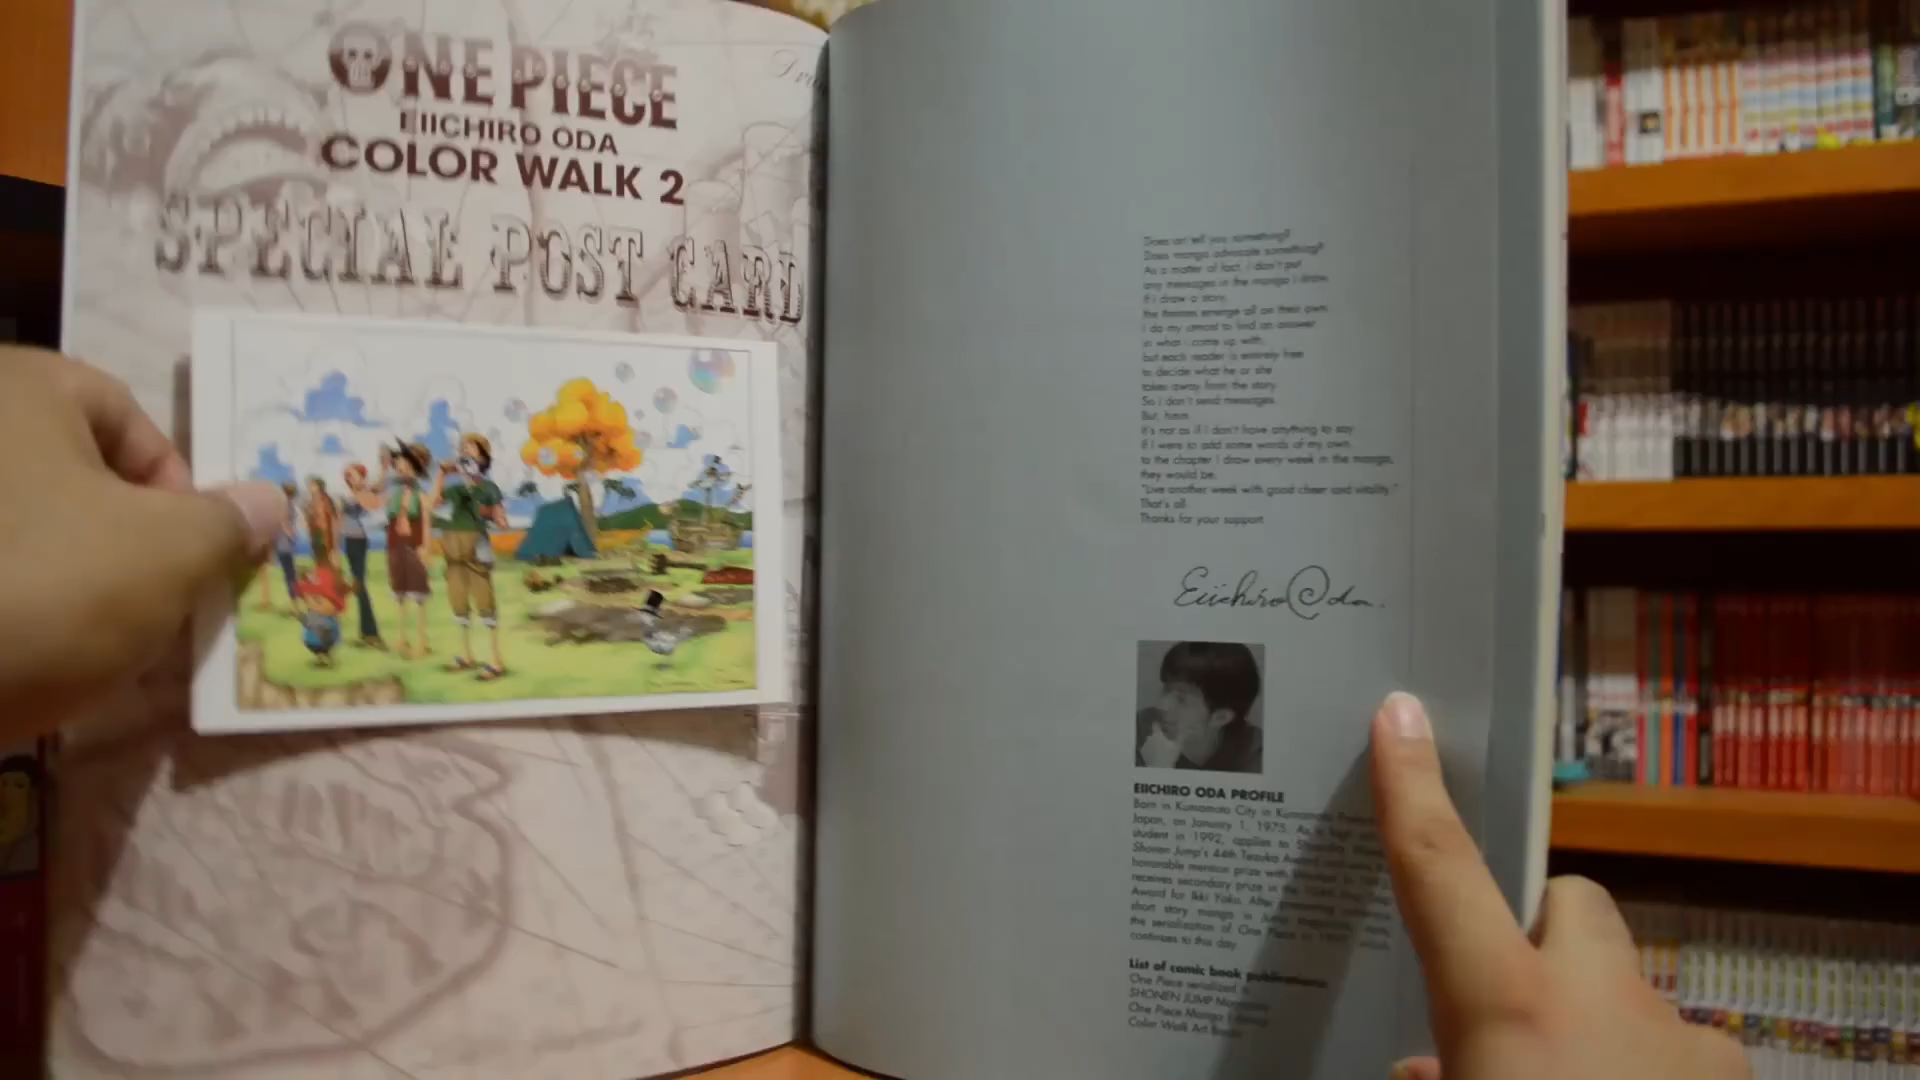 ONE PIECE
EIICHIRO ODA
COLOR WALK 2
SPECIAL POST CARD
Does art tell you something?
Does manga advocate something?
As a matter of fact, I don't put
any messages in the manga I draw.
If I draw a story,
the themes emerge all on their own.
I do my utmost to find an answer
in what I come up with,
but each reader is entirely free
to decide what he or she
takes away from the story.
So I don't send messages.
But, hmm.
It's not as if I don't have anything to say.
If I were to add some words of my own
to the chapter I draw every week in the manga,
they would be,
"Live another week with good cheer and vitality."
That's all.
Thanks for your support.
Eiichiro Oda.
EIICHIRO ODA PROFILE
Born in Kumamoto City in Kumamoto
Japan, on January 1, 1975. As a high
student in 1992, applies to
Shonen Jump's 44th Tezuka Award
honorable mention prize with
receives secondary prize in the
Award for Ikki Yako. After
short story manga in Jump magazine, starts
the serialization of One Piece in which
continues to this day.
List of comic book publications
One Piece serialized in
SHONEN JUMP
One Piece Manga
Color Walk Art